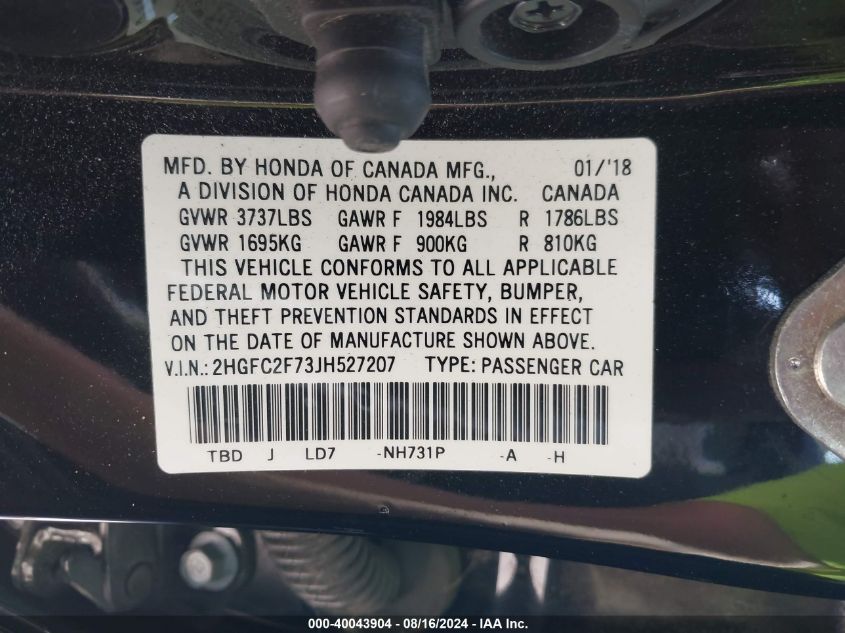 MFD. BY HONDA OF CANADA MFG., 01/'18
A DIVISION OF HONDA CANADA INC. CANADA
GVWR 3737LBS GAWR F 1984LBS R 1786LBS
GVWR 1695KG GAWR F 900KG R 810KG
THIS VEHICLE CONFORMS TO ALL APPLICABLE
FEDERAL MOTOR VEHICLE SAFETY, BUMPER,
AND THEFT PREVENTION STANDARDS IN EFFECT
ON THE DATE OF MANUFACTURE SHOWN ABOVE.
V.I.N.: 2HGFC2F73JH527207 TYPE: PASSENGER CAR
TBD J LD7 -NH731P -A -H
000-40043904 - 08/16/2024 - IAA Inc.